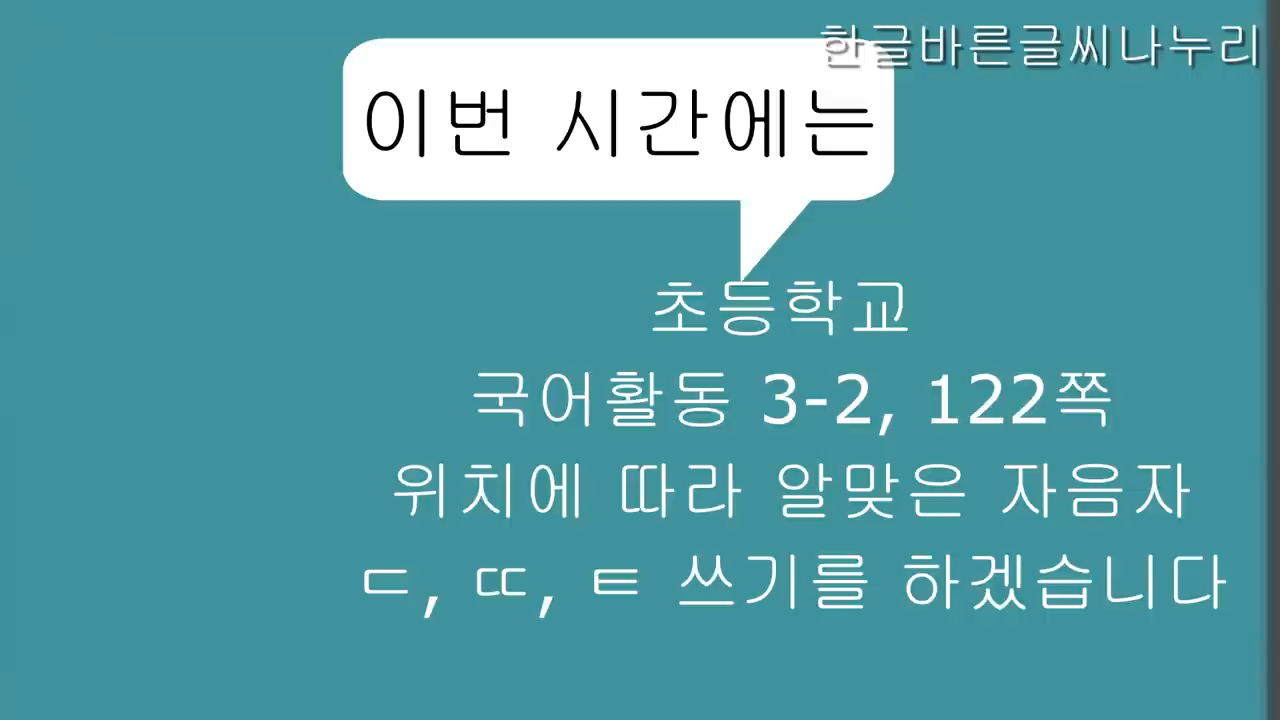 한글바른글씨나누리
이번 시간에는
초등학교
국어활동 3-2, 122쪽
위치에 따라 알맞은 자음자
ㄷ, ㄸ, ㅌ 쓰기를 하겠습니다